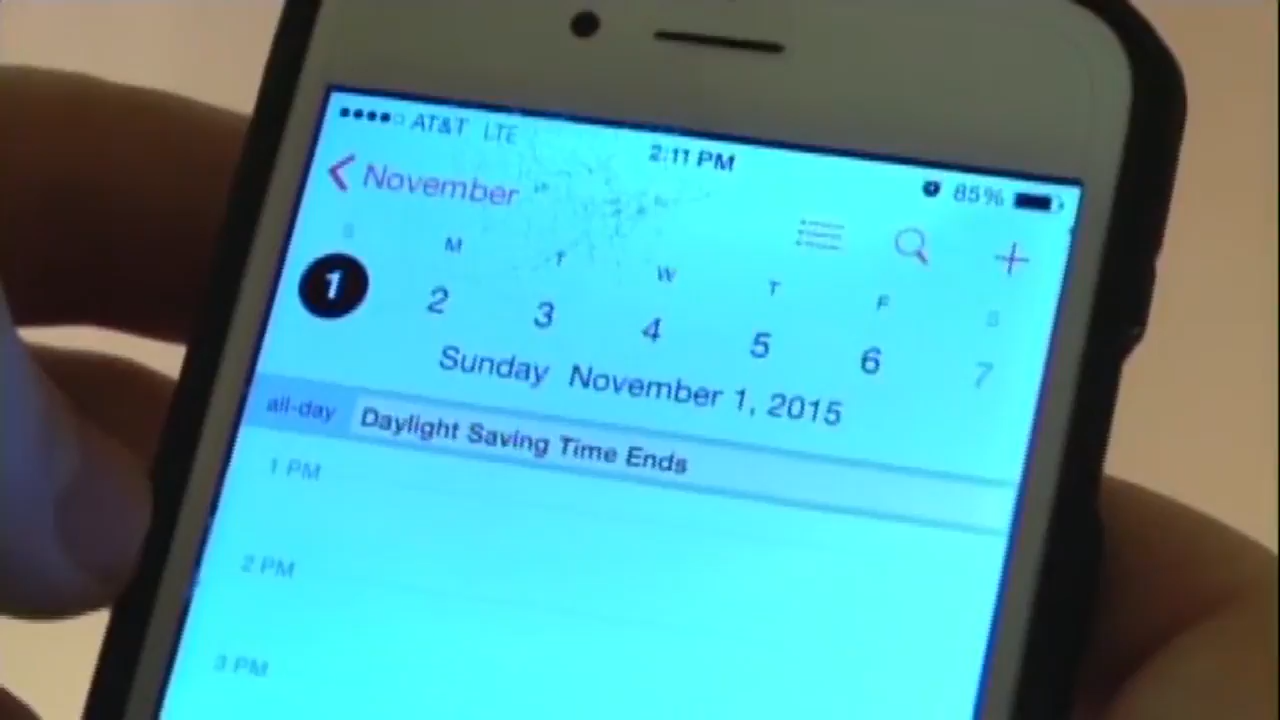 AT&T LTE 2:11 PM 85%
November
S M T W T F S
1 2 3 4 5 6 7
Sunday November 1, 2015
all-day Daylight Saving Time Ends
1 PM
2 PM
3 PM